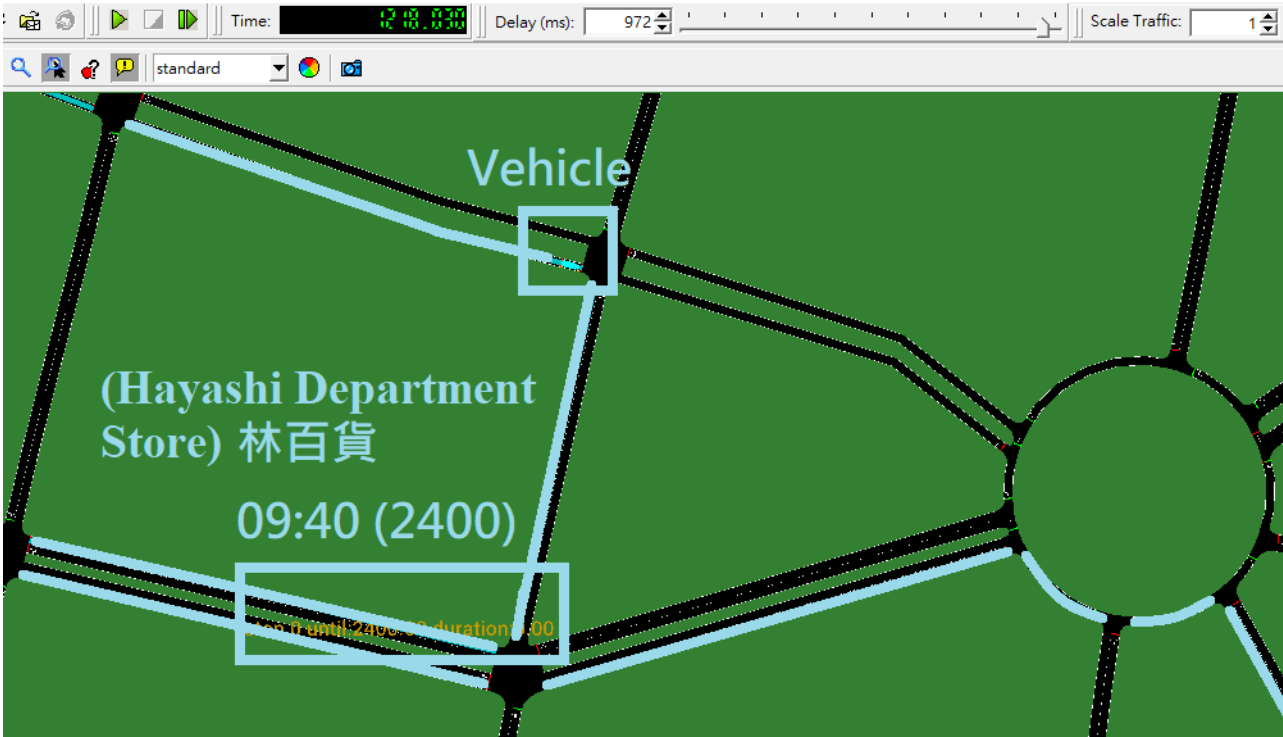 Time:
Delay (ms): 972
Scale Traffic: 1
standard
Vehicle
(Hayashi Department
Store) 林百貨
09:40 (2400)